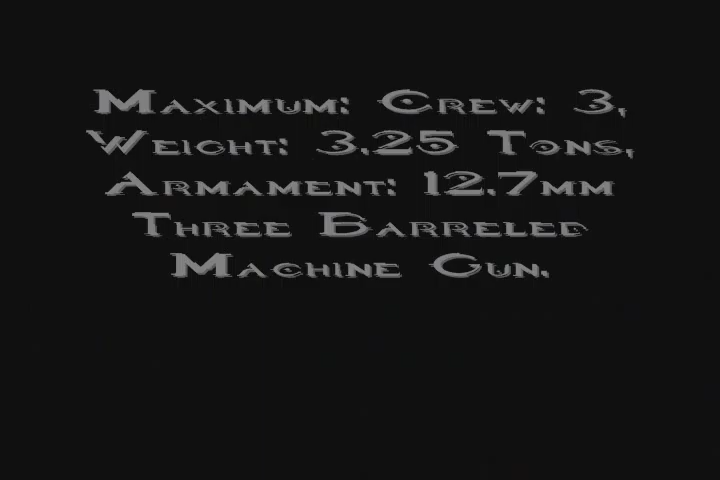 Maximum: Crew: 3,
Weight: 3.25 Tons,
Armament: 12.7mm
Three Barreled
Machine Gun.